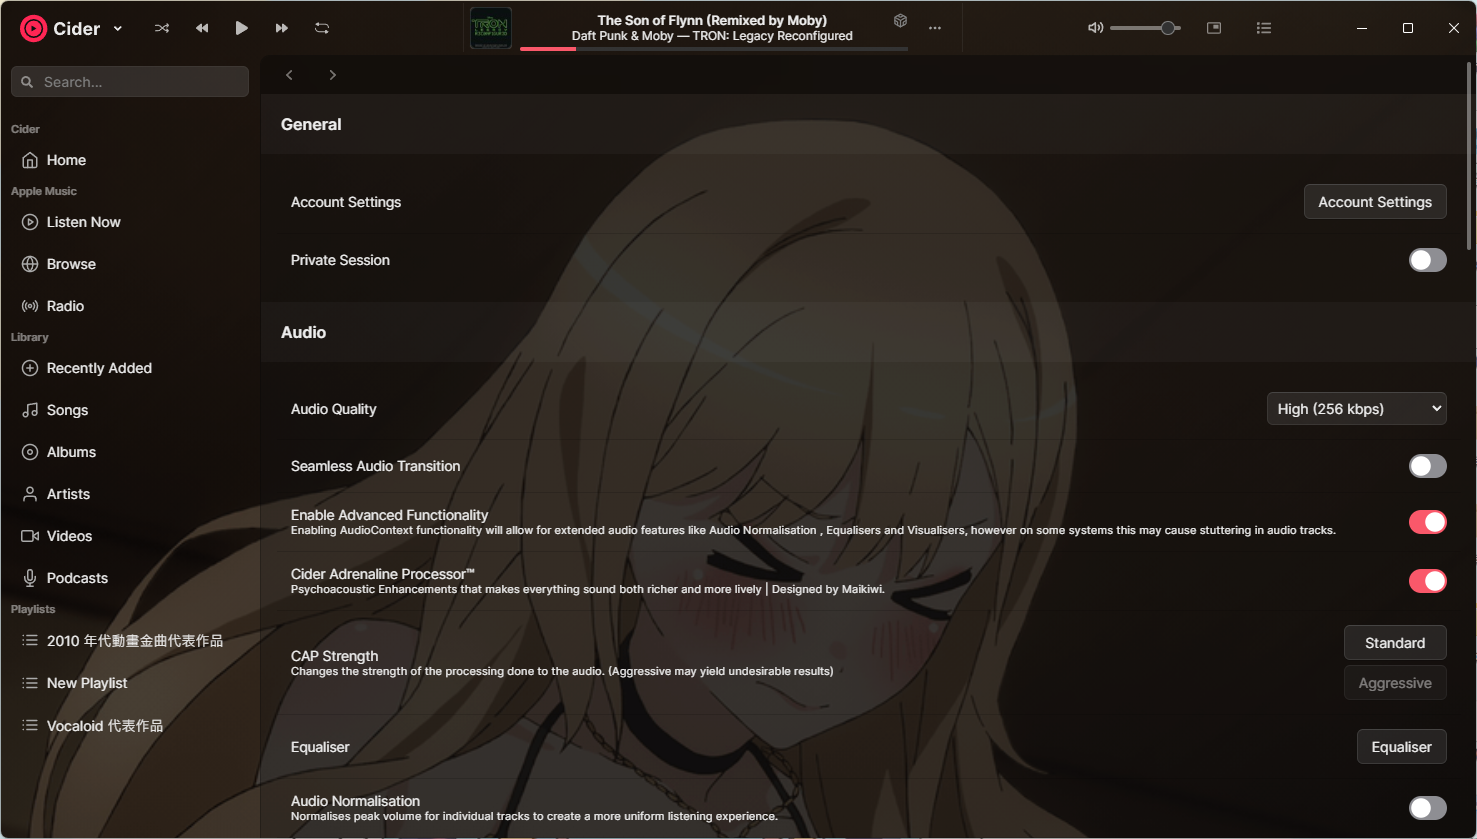 Cider
The Son of Flynn (Remixed by Moby)
Daft Punk & Moby — TRON: Legacy Reconfigured
Search...
Cider
Home
Apple Music
Listen Now
Browse
Radio
Library
Recently Added
Songs
Albums
Artists
Videos
Podcasts
Playlists
2010 年代動畫金曲代表作品
New Playlist
Vocaloid 代表作品
General
Account Settings
Account Settings
Private Session
Audio
Audio Quality
High (256 kbps)
Seamless Audio Transition
Enable Advanced Functionality
Enabling AudioContext functionality will allow for extended audio features like Audio Normalisation , Equalisers and Visualisers, however on some systems this may cause stuttering in audio tracks.
Cider Adrenaline Processor™
Psychoacoustic Enhancements that makes everything sound both richer and more lively | Designed by Maikiwi.
CAP Strength
Changes the strength of the processing done to the audio. (Aggressive may yield undesirable results)
Standard
Aggressive
Equaliser
Equaliser
Audio Normalisation
Normalises peak volume for individual tracks to create a more uniform listening experience.